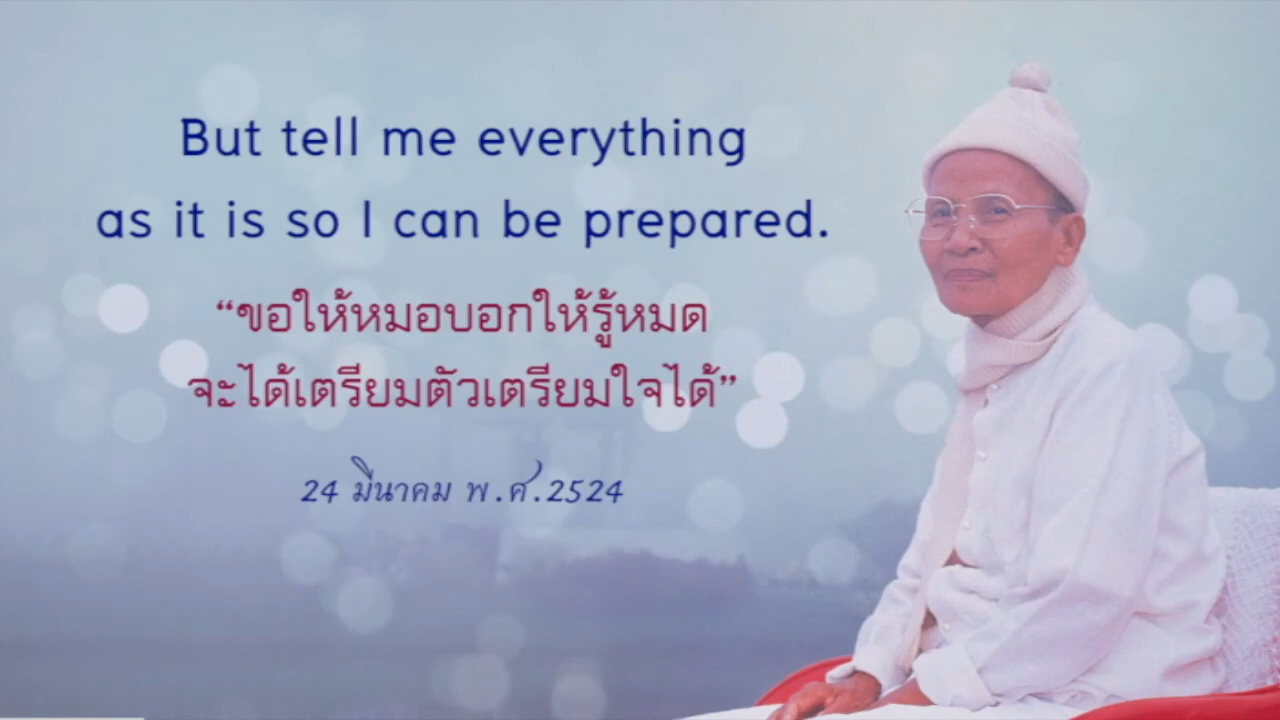 But tell me everything
as it is so I can be prepared.
“ขอให้หมอบอกให้รู้หมด
จะได้เตรียมตัวเตรียมใจได้”
24 มีนาคม พ.ศ.2524